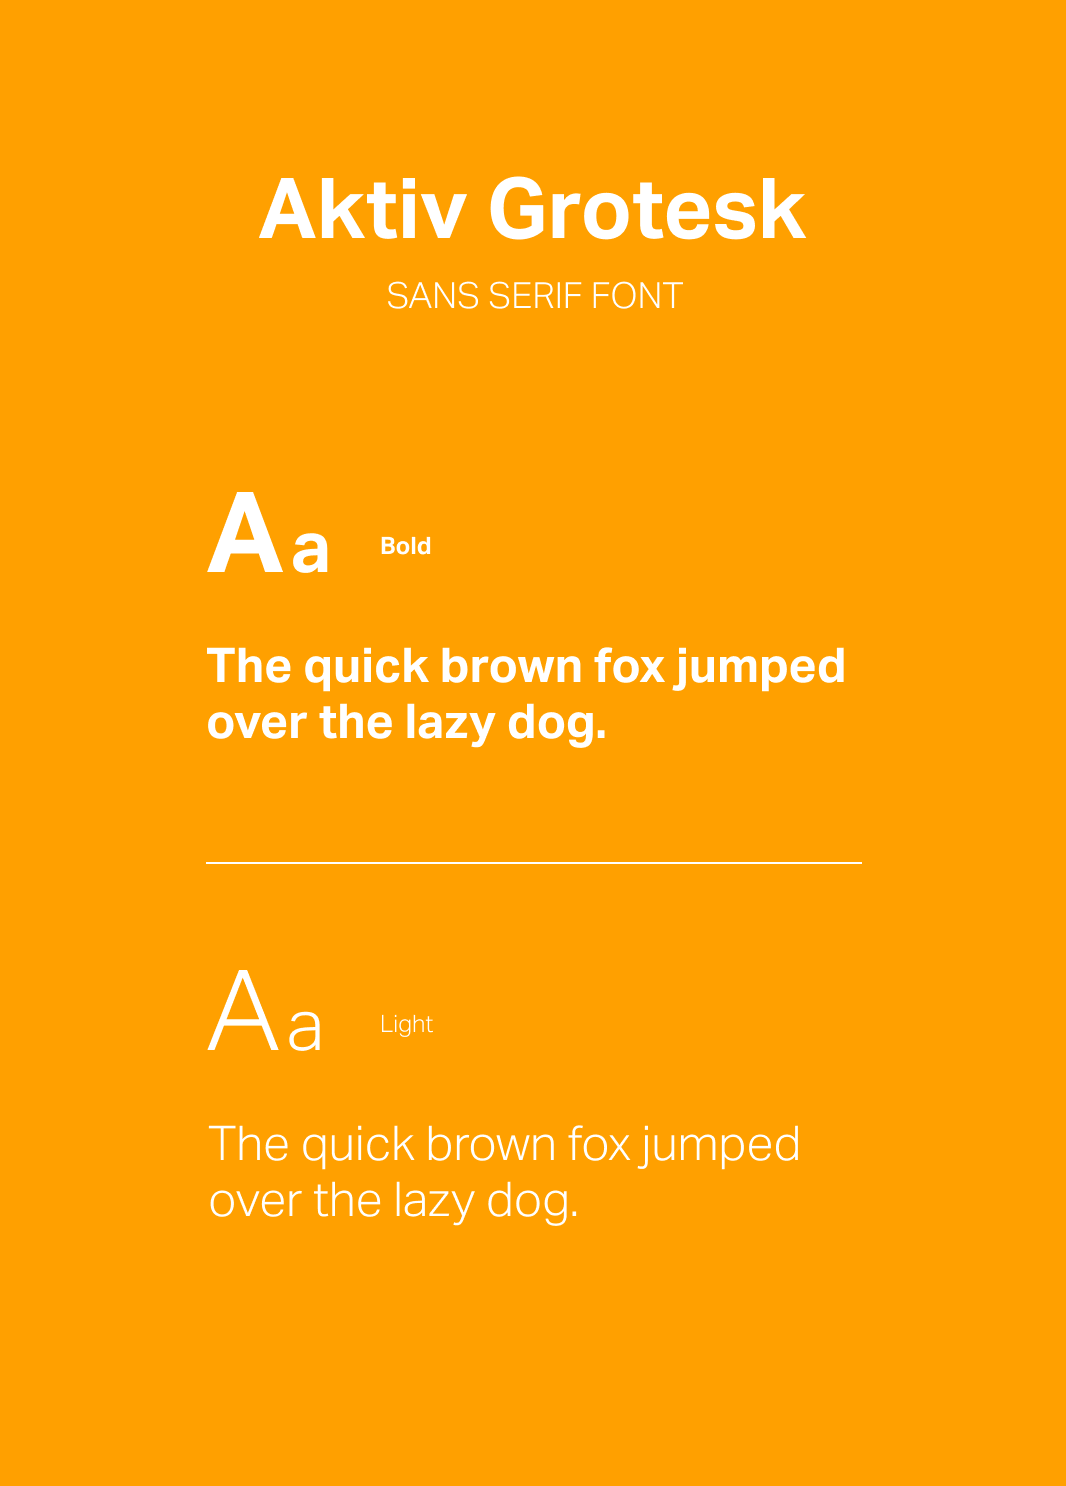 Aktiv Grotesk
SANS SERIF FONT
Aa Bold
The quick brown fox jumped
over the lazy dog.
Aa Light
The quick brown fox jumped
over the lazy dog.